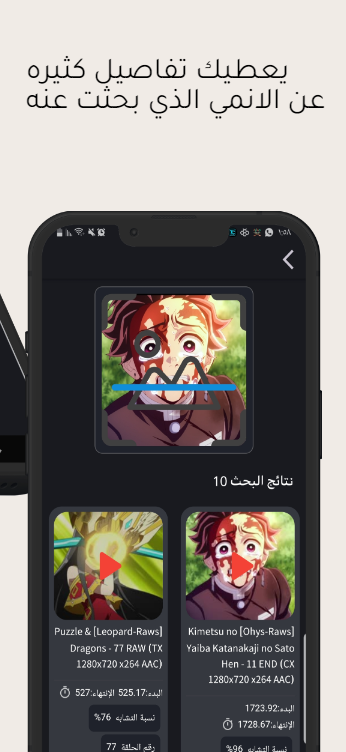 يعطيك تفاصيل كثيره
عن الانمي الذي بحثت عنه
١:٥٨
نتائج البحث 10
Kimetsu no [Ohys-Raws]
Yaiba Katanakaji no Sato
Hen - 11 END (CX
1280x720 x264 AAC)
البدء:1723.92
الإنتهاء: 1728.67
نسبة التشابه 96%
Puzzle & [Leopard-Raws]
Dragons - 77 RAW (TX
1280x720 x264 AAC)
البدء: 525.17 الإنتهاء: 527
نسبة التشابه 76%
رقم الحلقة 77